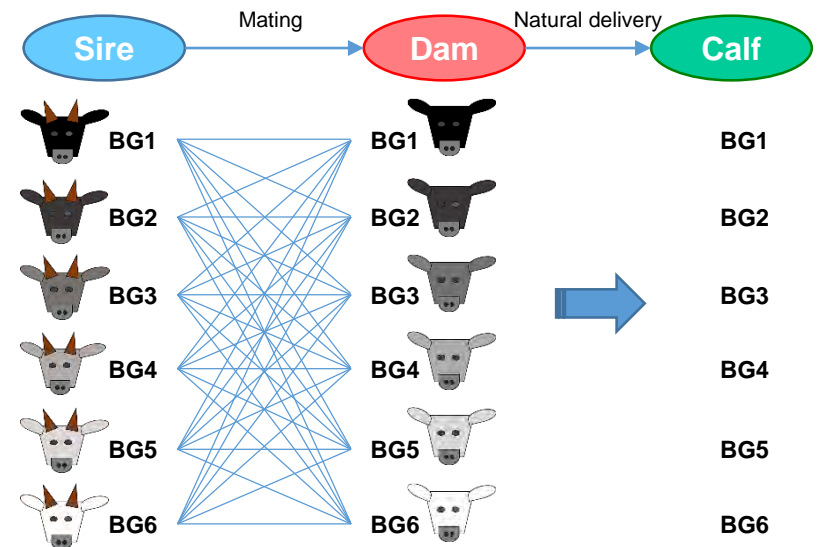 Mating
Natural delivery
Sire
Dam
Calf
BG1 BG1 BG1
BG2 BG2 BG2
BG3 BG3 BG3
BG4 BG4 BG4
BG5 BG5 BG5
BG6 BG6 BG6